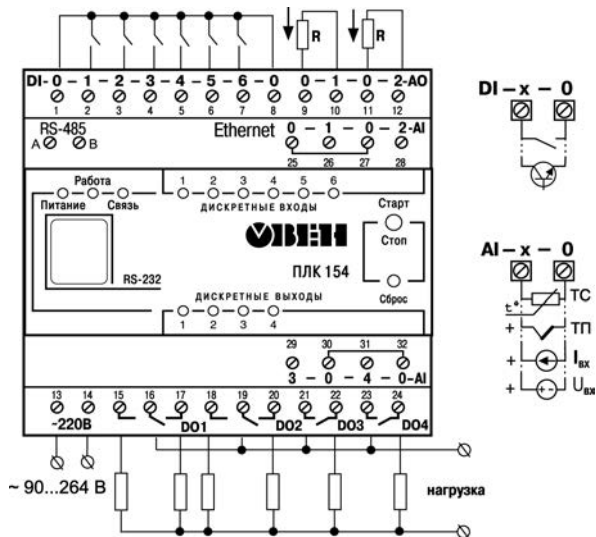 R R
DI-0-1-2-3-4-5-6-0 0-1-0-2-AO
1 2 3 4 5 6 7 8 9 10 11 12
RS-485 Ethernet 0-1-0-2-AI
A B
25 26 27 28
Работа 1 2 3 4 5 6
Питание Связь ДИСКРЕТНЫЕ ВХОДЫ Старт
ОВЕН Стоп
ПЛК 154
RS-232
ДИСКРЕТНЫЕ ВЫХОДЫ Сброс
1 2 3 4
29 30 31 32
3-0-4-0-AI
13 14 15 16 17 18 19 20 21 22 23 24
~220В DO1 DO2 DO3 DO4
~ 90...264 В нагрузка
DI – x – 0
AI – x – 0
ТС
t°
+ ТП
+ Iвх
+ + - Uвх